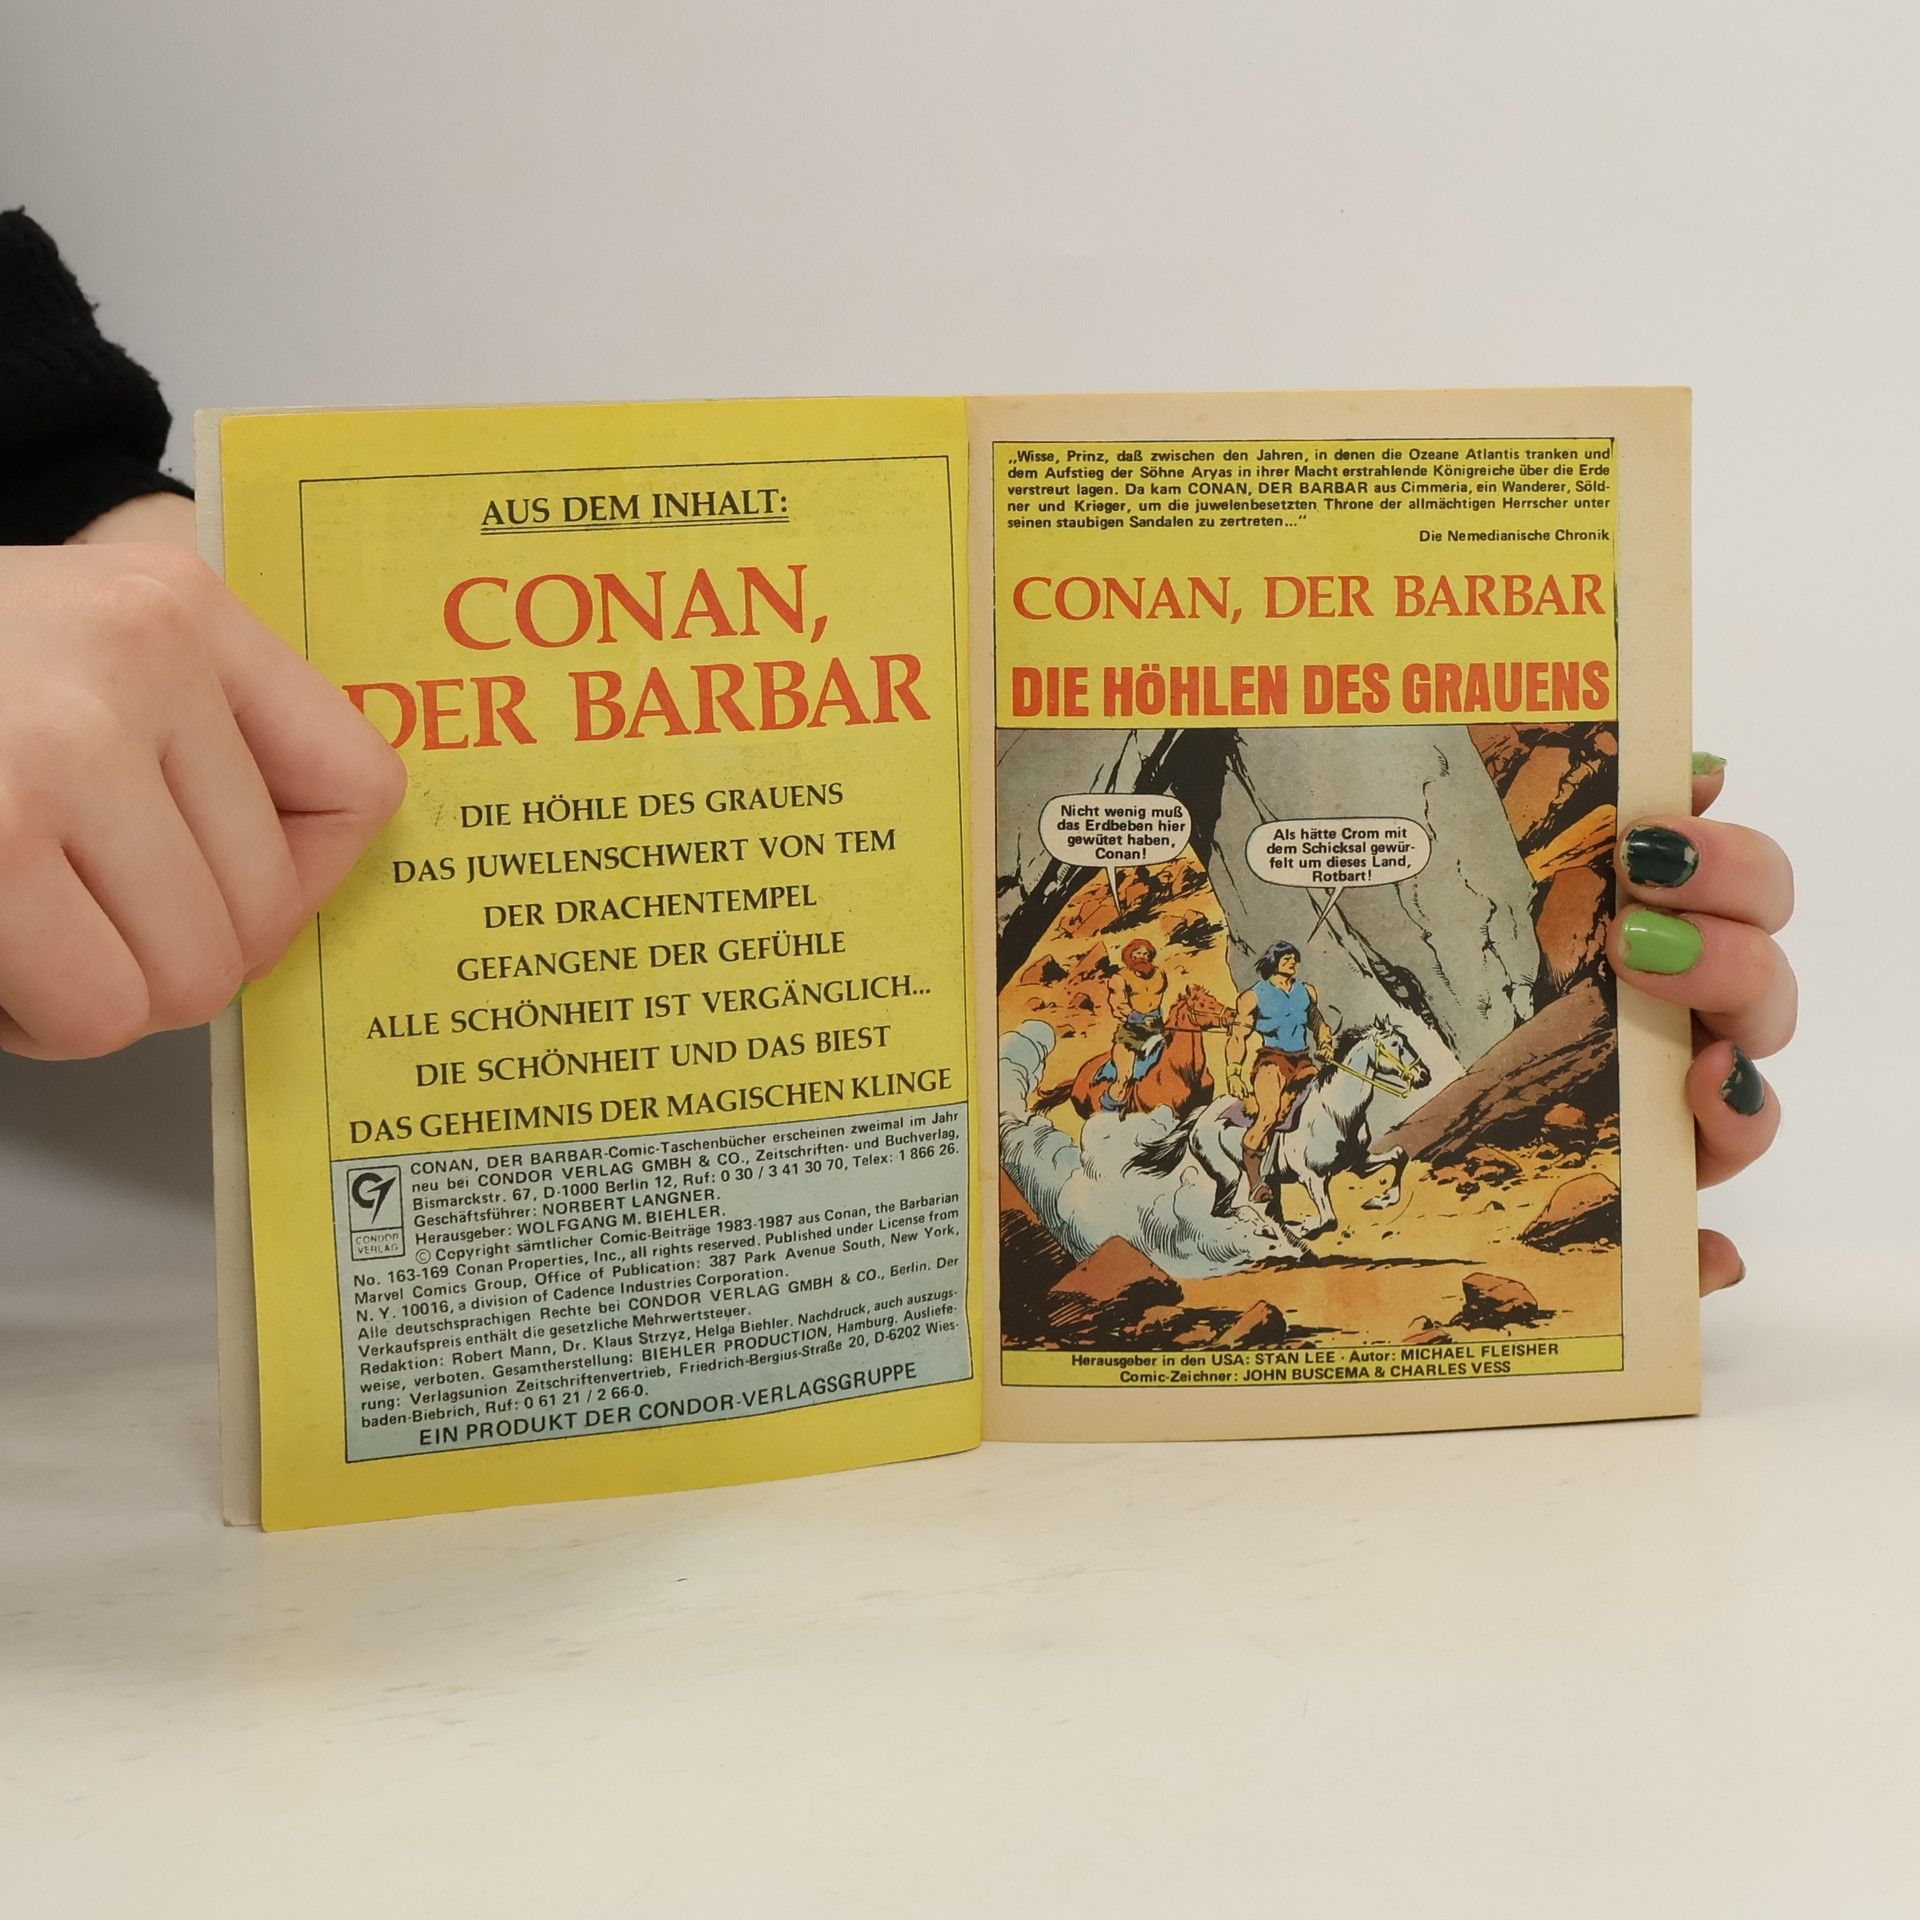 AUS DEM INHALT:
CONAN,
DER BARBAR
DIE HÖHLE DES GRAUENS
DAS JUWELENSCHWERT VON TEM
DER DRACHENTEMPEL
GEFANGENE DER GEFÜHLE
ALLE SCHÖNHEIT IST VERGÄNGLICH...
DIE SCHÖNHEIT UND DAS BIEST
DAS GEHEIMNIS DER MAGISCHEN KLINGE
CONDOR
VERLAG
CONAN, DER BARBAR-Comic-Taschenbücher erscheinen zweimal im Jahr
neu bei CONDOR VERLAG GMBH & CO., Zeitschriften- und Buchverlag,
Bismarckstr. 67, D-1000 Berlin 12, Ruf: 0 30 / 3 41 30 70, Telex: 1 866 26.
Geschäftsführer: NORBERT LANGNER.
Herausgeber: WOLFGANG M. BIEHLER.
© Copyright sämtlicher Comic-Beiträge 1983-1987 aus Conan, the Barbarian
No. 163-169 Conan Properties, Inc., all rights reserved. Published under License from
Marvel Comics Group, Office of Publication: 387 Park Avenue South, New York,
N. Y. 10016, a division of Cadence Industries Corporation.
Alle deutschsprachigen Rechte bei CONDOR VERLAG GMBH & CO., Berlin. Der
Verkaufspreis enthält die gesetzliche Mehrwertsteuer.
Redaktion: Robert Mann, Dr. Klaus Strzyz, Helga Biehler. Nachdruck, auch auszugs-
weise, verboten. Gesamtherstellung: BIEHLER PRODUCTION, Hamburg. Ausliefe-
rung: Verlagsunion Zeitschriftenvertrieb, Friedrich-Bergius-Straße 20, D-6202 Wies-
baden-Biebrich, Ruf: 0 61 21 / 2 66-0.
EIN PRODUKT DER CONDOR-VERLAGSGRUPPE
„Wisse, Prinz, daß zwischen den Jahren, in denen die Ozeane Atlantis tranken und
dem Aufstieg der Söhne Aryas in ihrer Macht erstrahlende Königreiche über die Erde
verstreut lagen. Da kam CONAN, DER BARBAR aus Cimmeria, ein Wanderer, Söld-
ner und Krieger, um die juwelenbesetzten Throne der allmächtigen Herrscher unter
seinen staubigen Sandalen zu zertreten...“
Die Nemedianische Chronik
CONAN, DER BARBAR
DIE HÖHLEN DES GRAUENS
Nicht wenig muß
das Erdbeben hier
gewütet haben,
Conan!
Als hätte Crom mit
dem Schicksal gewür-
felt um dieses Land,
Rotbart!
Herausgeber in den USA: STAN LEE · Autor: MICHAEL FLEISHER
Comic-Zeichner: JOHN BUSCEMA & CHARLES VESS